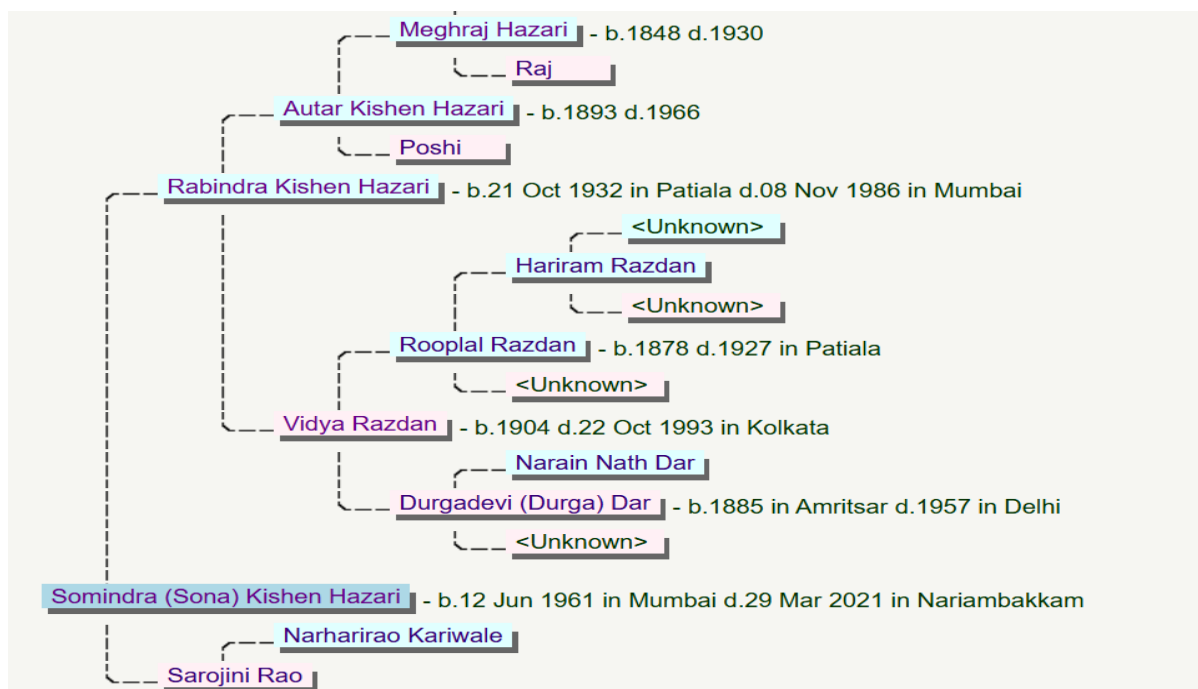 Meghraj Hazari - b.1848 d.1930
Raj
Autar Kishen Hazari - b.1893 d.1966
Poshi
Rabindra Kishen Hazari - b.21 Oct 1932 in Patiala d.08 Nov 1986 in Mumbai
<Unknown>
Hariram Razdan
<Unknown>
Rooplal Razdan - b.1878 d.1927 in Patiala
<Unknown>
Vidya Razdan - b.1904 d.22 Oct 1993 in Kolkata
Narain Nath Dar
Durgadevi (Durga) Dar - b.1885 in Amritsar d.1957 in Delhi
<Unknown>
Somindra (Sona) Kishen Hazari - b.12 Jun 1961 in Mumbai d.29 Mar 2021 in Nariambakkam
Narharirao Kariwale
Sarojini Rao